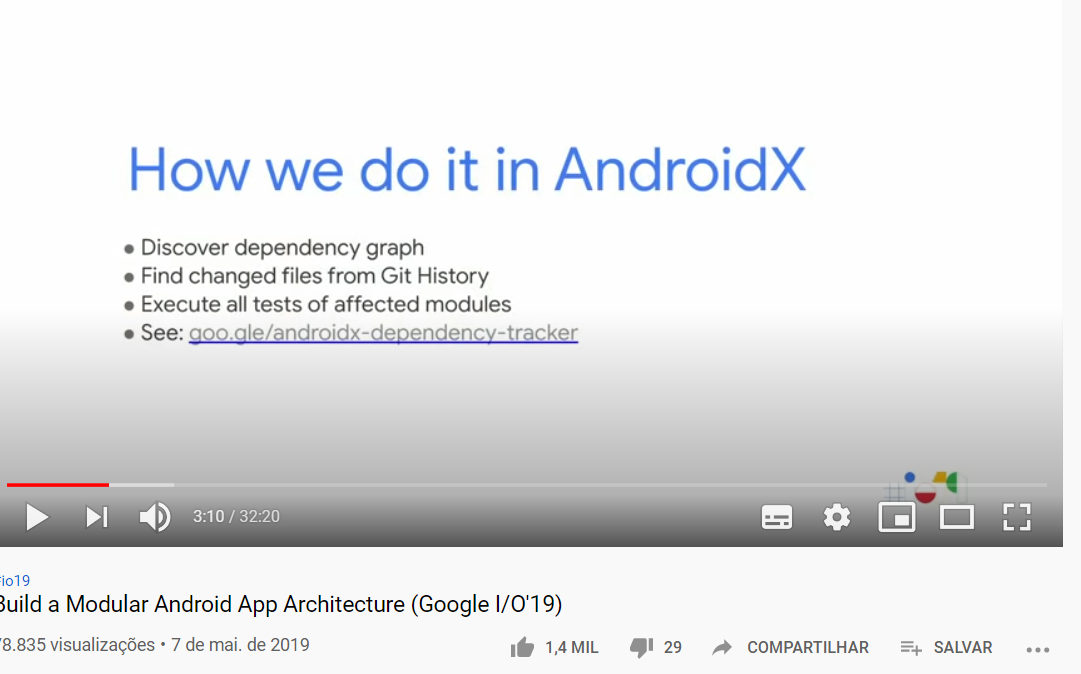 How we do it in AndroidX
• Discover dependency graph
• Find changed files from Git History
• Execute all tests of affected modules
• See: goo.gle/androidx-dependency-tracker
3:10 / 32:20
io19
Build a Modular Android App Architecture (Google I/O'19)
8.835 visualizações • 7 de mai. de 2019
1,4 MIL 29 COMPARTILHAR SALVAR